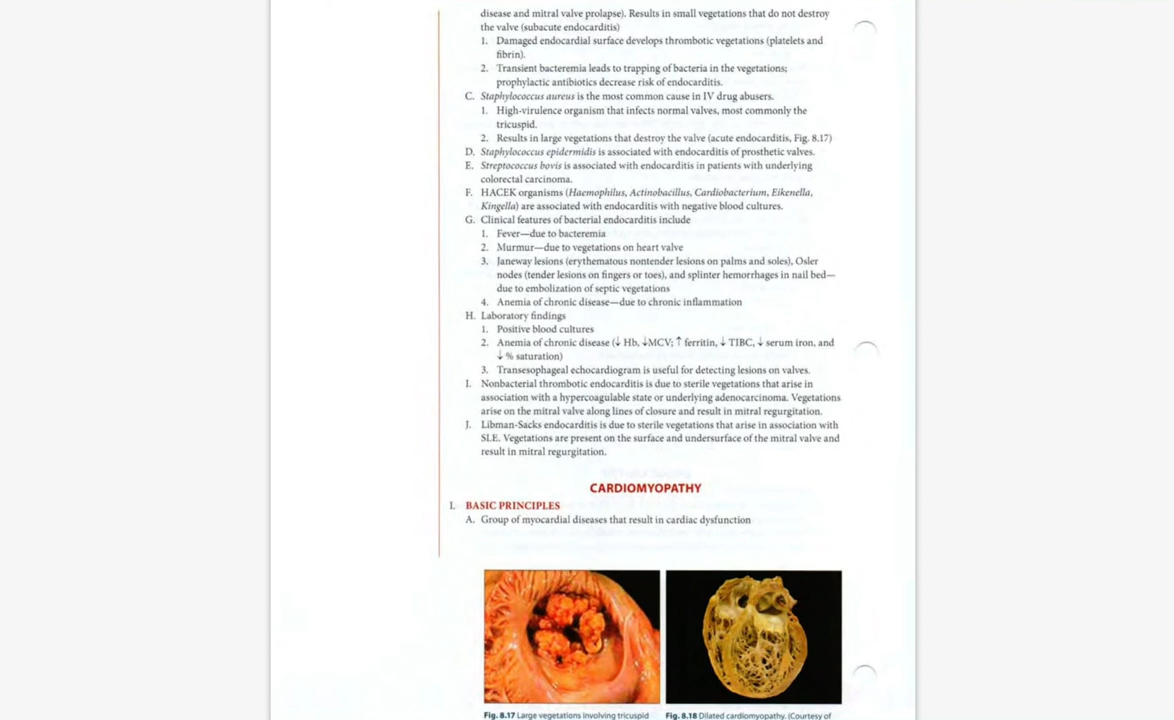 disease and mitral valve prolapse). Results in small vegetations that do not destroy
the valve (subacute endocarditis)
1. Damaged endocardial surface develops thrombotic vegetations (platelets and
fibrin).
2. Transient bacteremia leads to trapping of bacteria in the vegetations;
prophylactic antibiotics decrease risk of endocarditis.
C. Staphylococcus aureus is the most common cause in IV drug abusers.
1. High-virulence organism that infects normal valves, most commonly the
tricuspid.
2. Results in large vegetations that destroy the valve (acute endocarditis, Fig. 8.17)
D. Staphylococcus epidermidis is associated with endocarditis of prosthetic valves.
E. Streptococcus bovis is associated with endocarditis in patients with underlying
colorectal carcinoma.
F. HACEK organisms (Haemophilus, Actinobacillus, Cardiobacterium, Eikenella,
Kingella) are associated with endocarditis with negative blood cultures.
G. Clinical features of bacterial endocarditis include
1. Fever—due to bacteremia
2. Murmur—due to vegetations on heart valve
3. Janeway lesions (erythematous nontender lesions on palms and soles), Osler
nodes (tender lesions on fingers or toes), and splinter hemorrhages in nail bed—
due to embolization of septic vegetations
4. Anemia of chronic disease—due to chronic inflammation
H. Laboratory findings
1. Positive blood cultures
2. Anemia of chronic disease (↓ Hb, ↓MCV; ↑ ferritin, ↓ TIBC, ↓ serum iron, and
↓ % saturation)
3. Transesophageal echocardiogram is useful for detecting lesions on valves.
I. Nonbacterial thrombotic endocarditis is due to sterile vegetations that arise in
association with a hypercoagulable state or underlying adenocarcinoma. Vegetations
arise on the mitral valve along lines of closure and result in mitral regurgitation.
J. Libman-Sacks endocarditis is due to sterile vegetations that arise in association with
SLE. Vegetations are present on the surface and undersurface of the mitral valve and
result in mitral regurgitation.
CARDIOMYOPATHY
I. BASIC PRINCIPLES
A. Group of myocardial diseases that result in cardiac dysfunction
Fig. 8.17 Large vegetations involving tricuspid
Fig. 8.18 Dilated cardiomyopathy. (Courtesy of